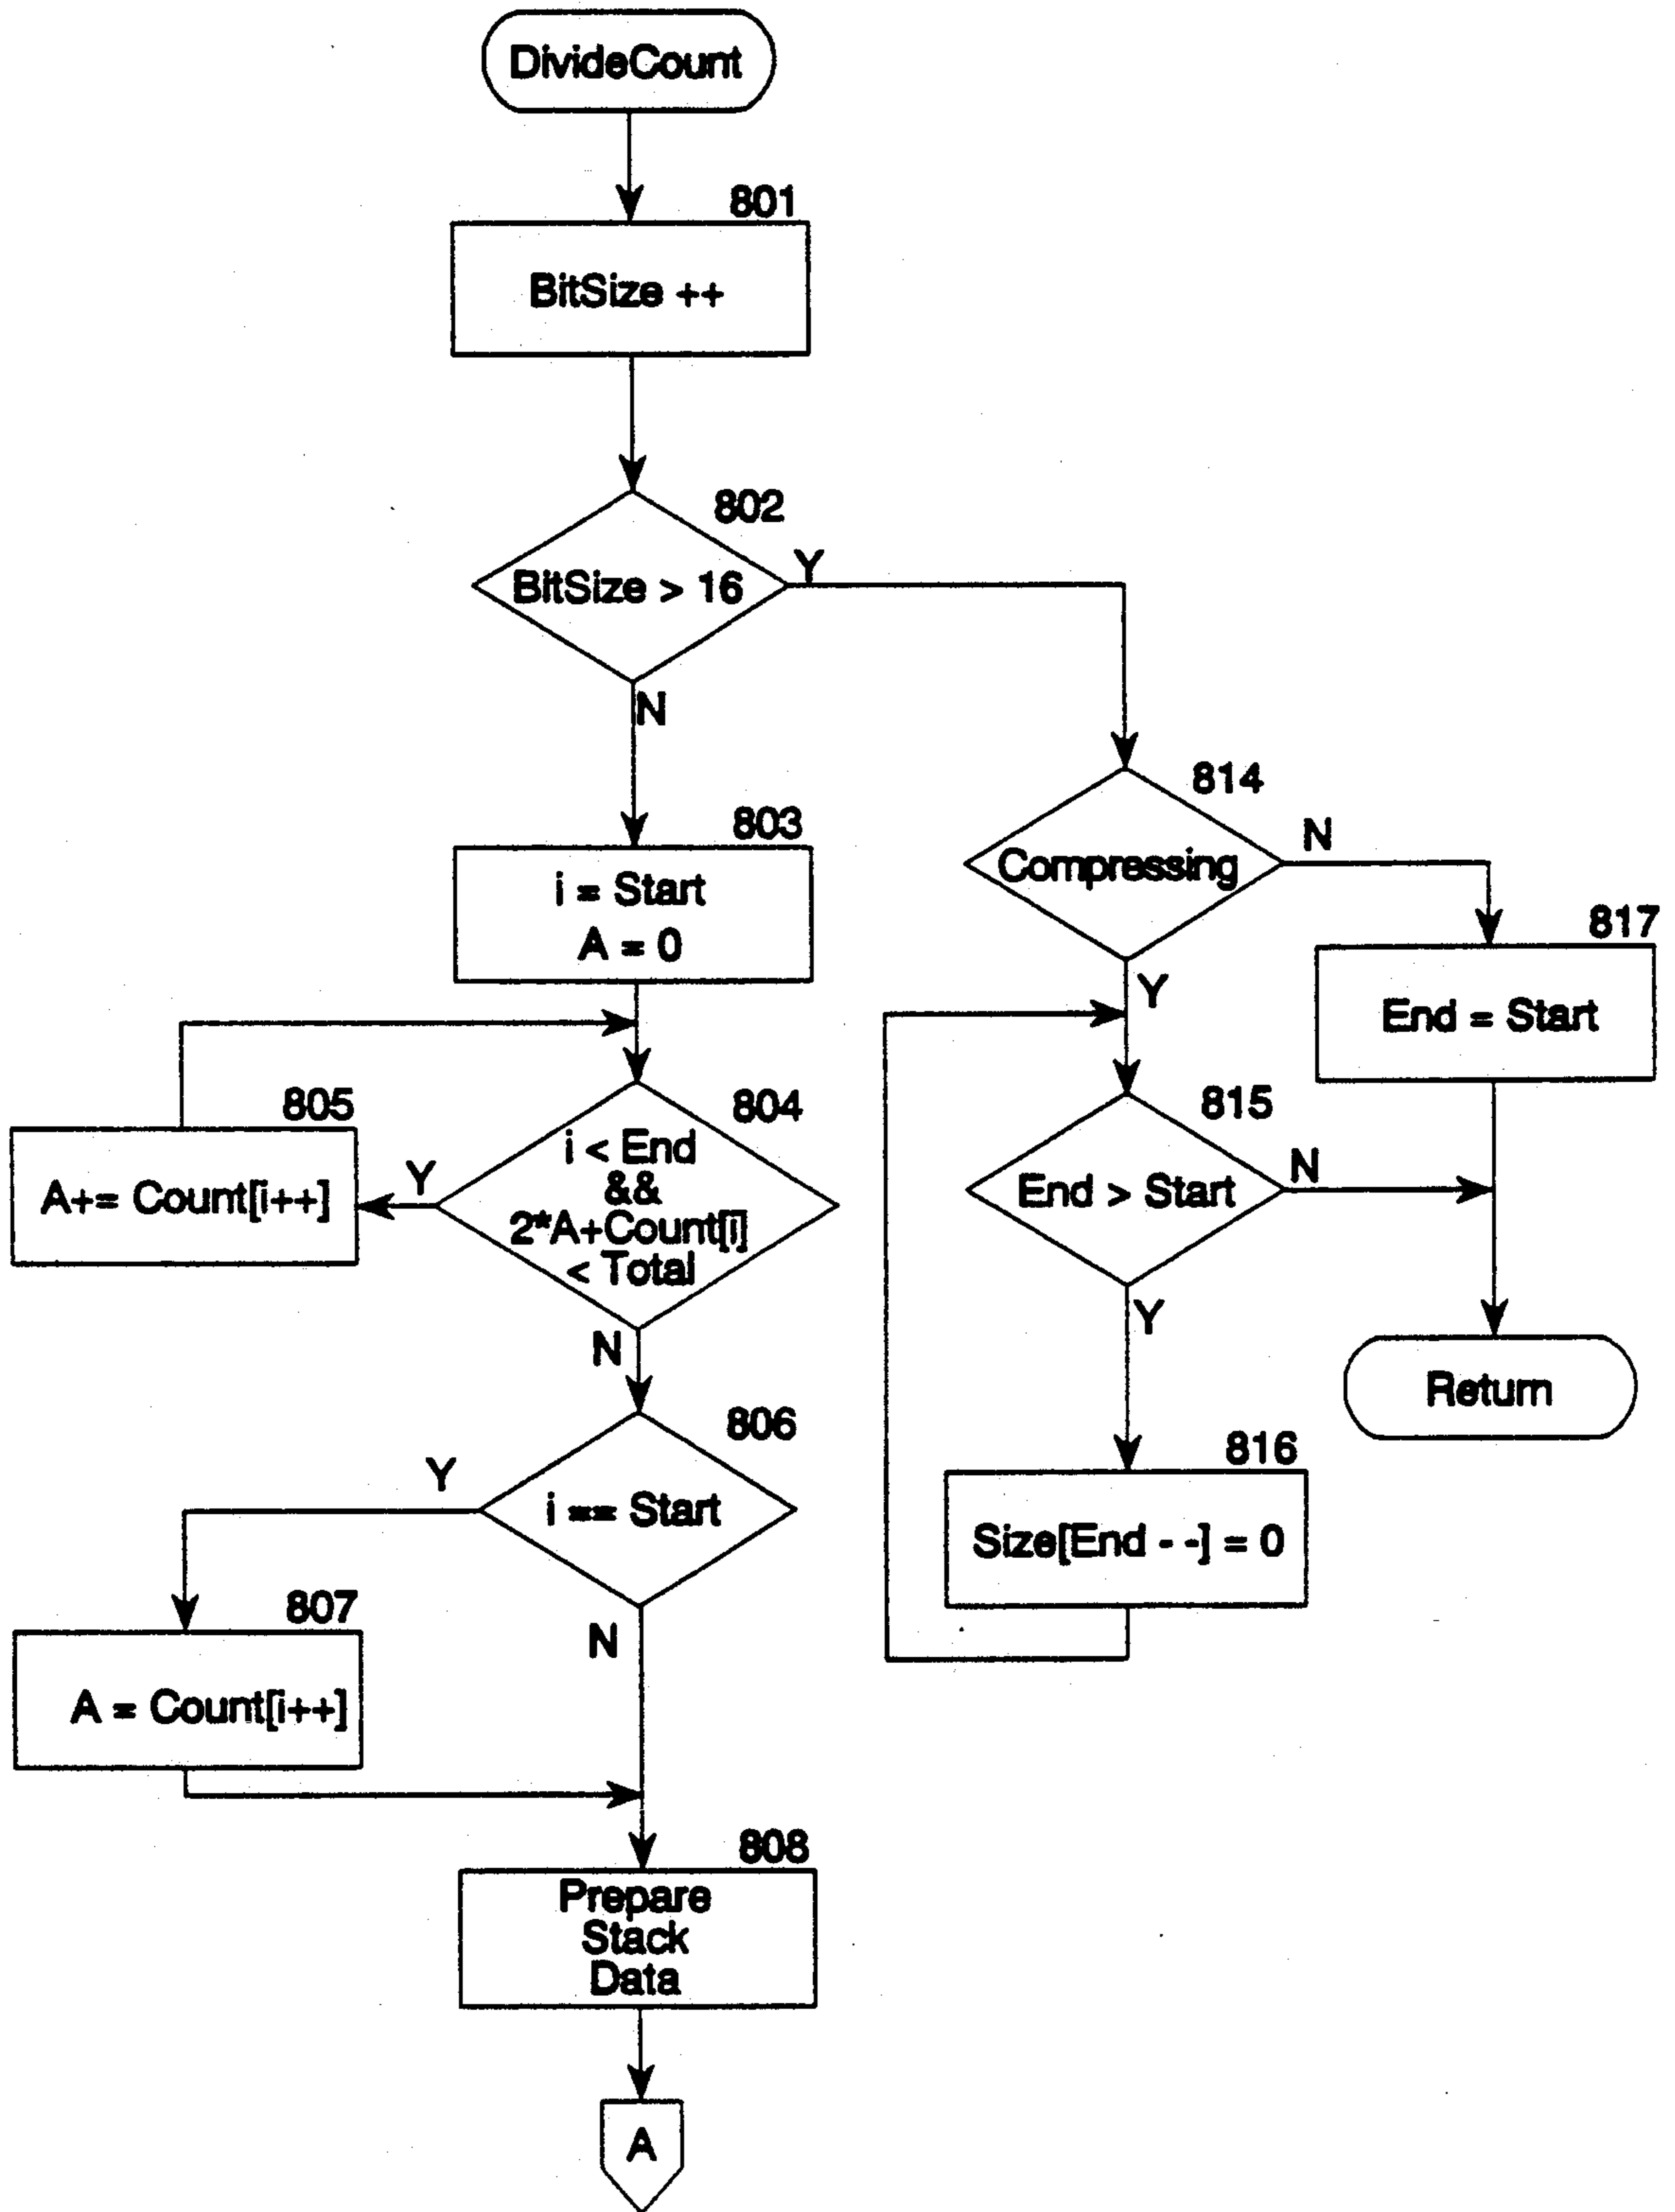 DivideCount
801
BitSize ++
802
BitSize > 16
Y
N
803
i = Start
A = 0
804
i < End
&&
2*A+Count[i]
< Total
Y
805
A+= Count[i++]
N
806
i == Start
Y
807
A = Count[i++]
N
808
Prepare
Stack
Data
A
814
Compressing
N
817
End = Start
Y
815
End > Start
N
Return
Y
816
Size[End - -] = 0